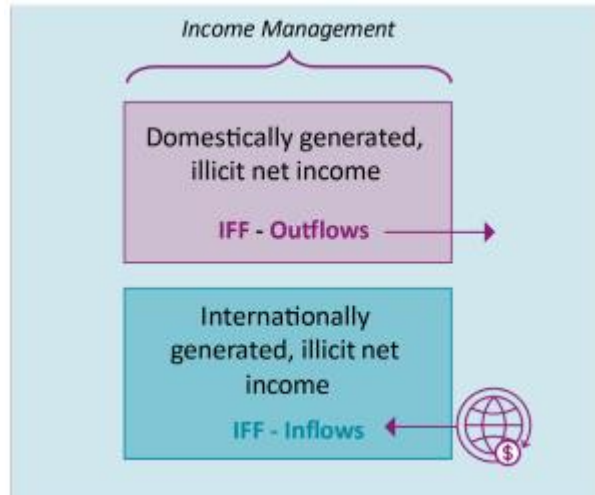 Income Management
Domestically generated,
illicit net income
IFF - Outflows
Internationally
generated, illicit net
income
IFF - Inflows
$